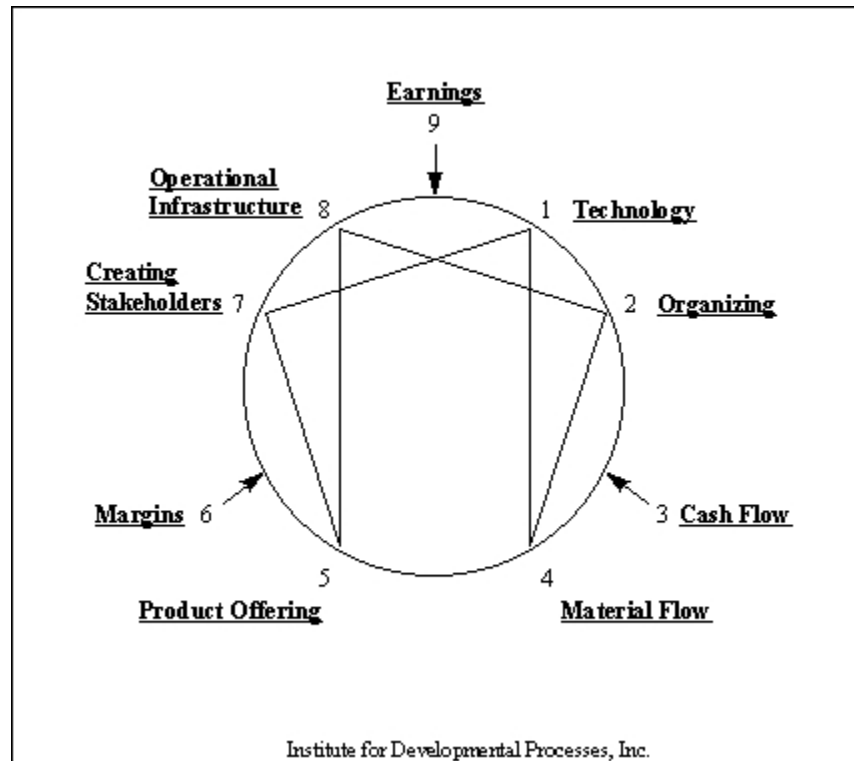 Earnings
9
Operational
Infrastructure 8
1 Technology
Creating
Stakeholders 7
2 Organizing
Margins 6
3 Cash Flow
5
4
Product Offering
Material Flow
Institute for Developmental Processes, Inc.